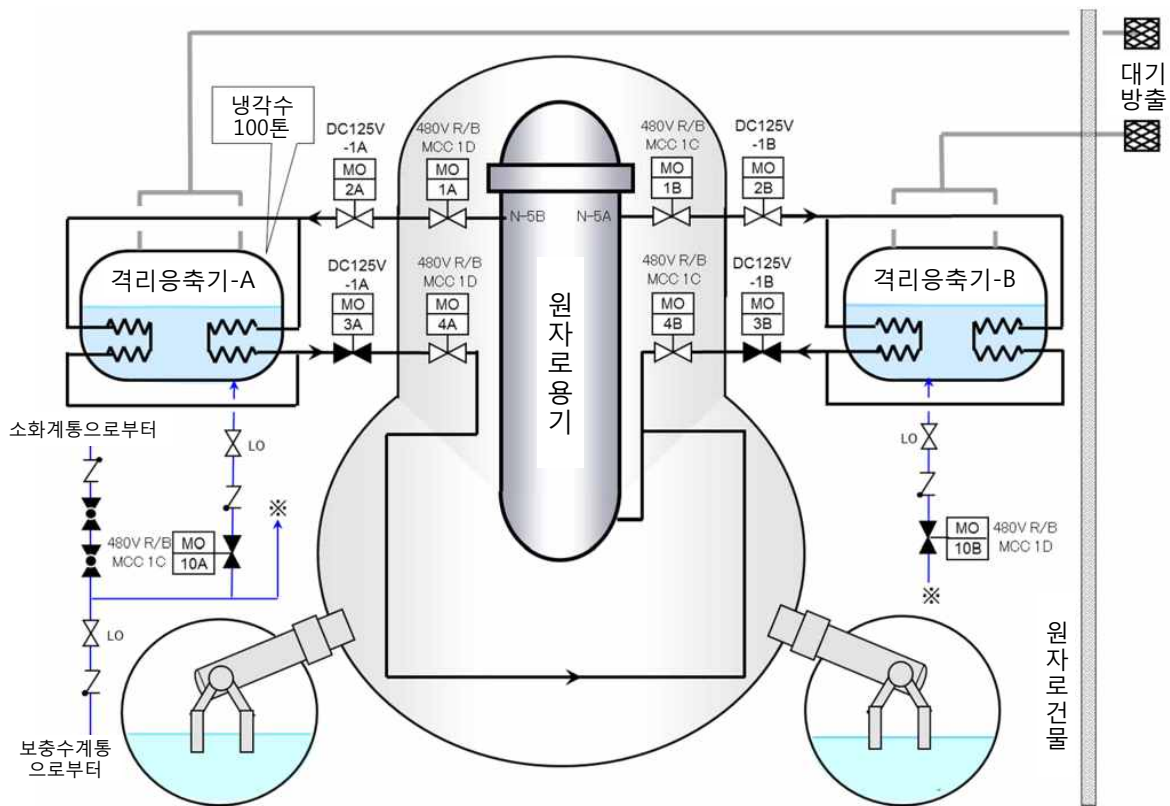 대기
방출
냉각수
100톤
DC125V
-1A
MO
2A
480V R/B
MCC 1D
MO
1A
480V R/B
MCC 1C
MO
1B
DC125V
-1B
MO
2B
N-5B
N-5A
격리응축기-A
격리응축기-B
DC125V
-1A
MO
3A
480V R/B
MCC 1D
MO
4A
480V R/B
MCC 1C
MO
4B
DC125V
-1B
MO
3B
원자로용기
소화계통으로부터
LO
LO
※
480V R/B
MCC 1C
MO
10A
MO
10B
480V R/B
MCC 1D
※
LO
원자로건물
보충수계통
으로부터